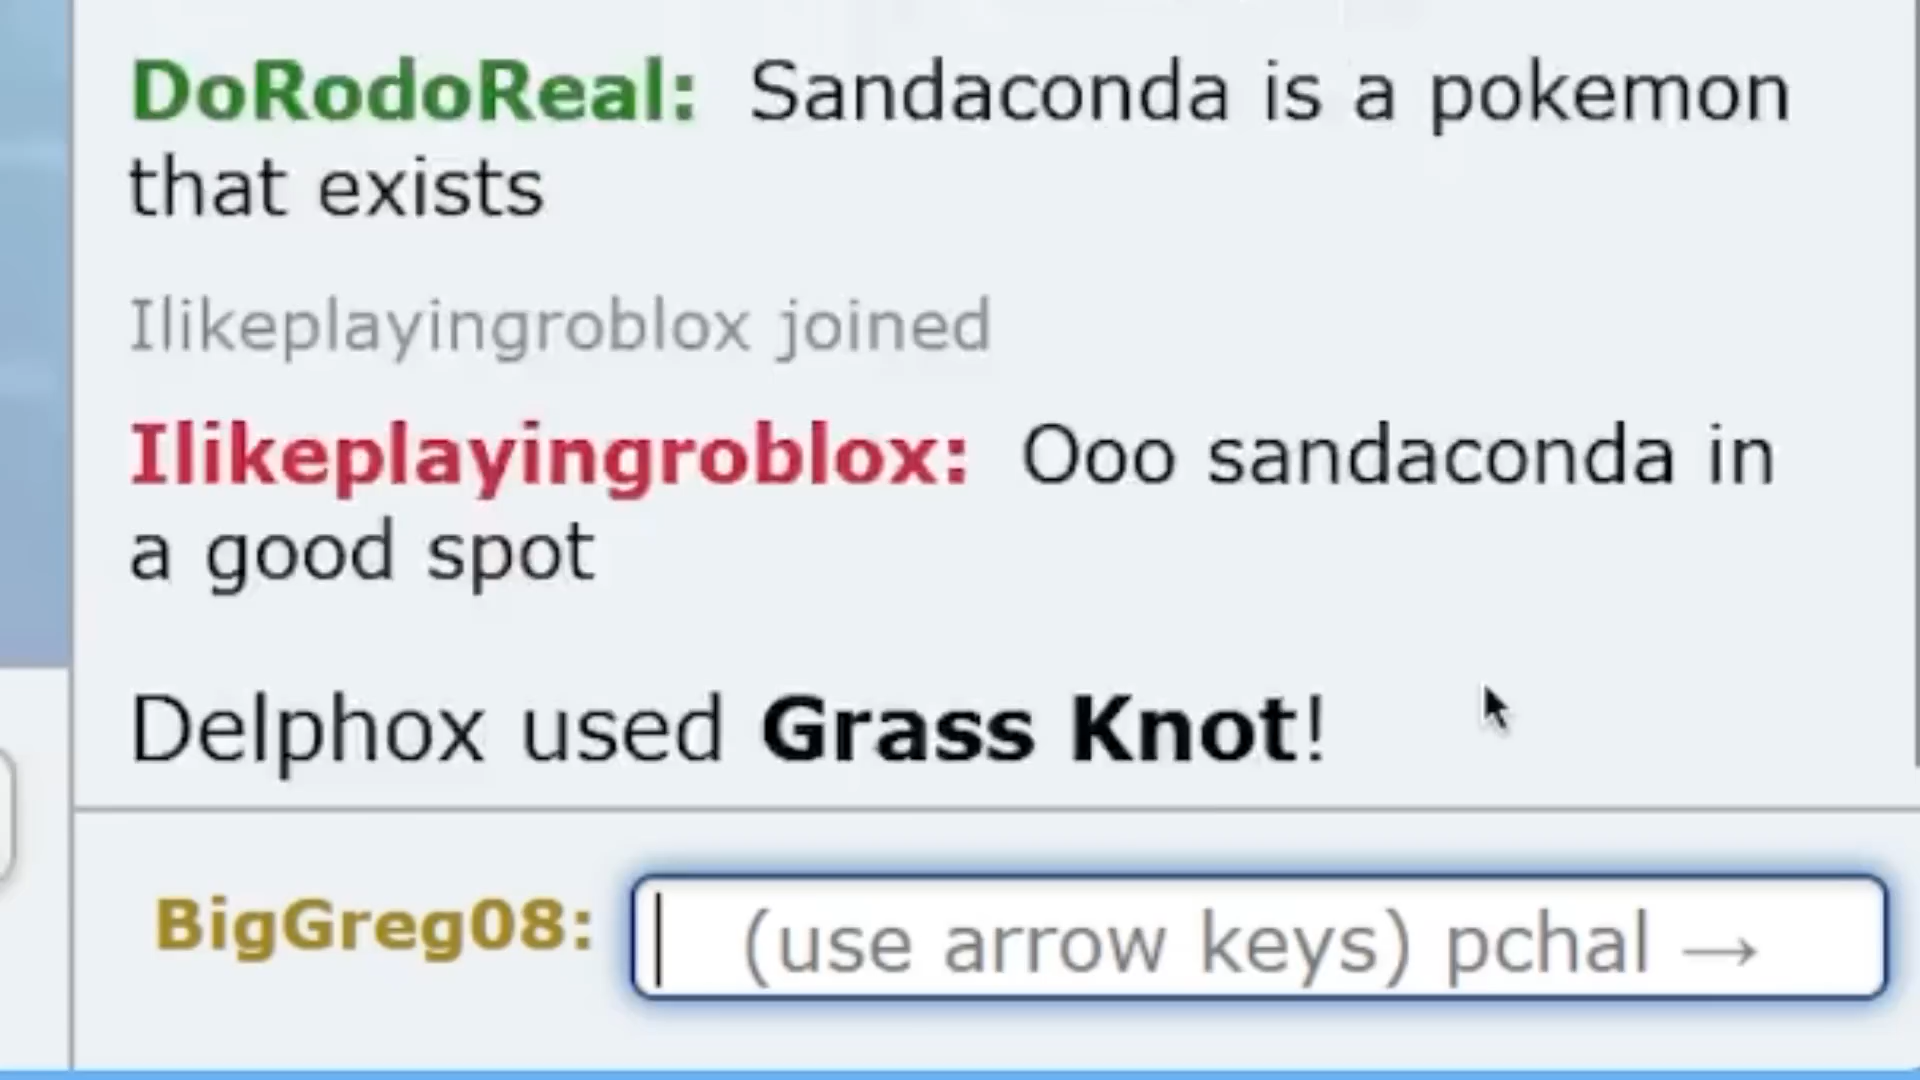 DoRodoReal: Sandaconda is a pokemon
that exists
Ilikeplayingroblox joined
Ilikeplayingroblox: Ooo sandaconda in
a good spot
Delphox used Grass Knot!
BigGreg08: (use arrow keys) pchal →